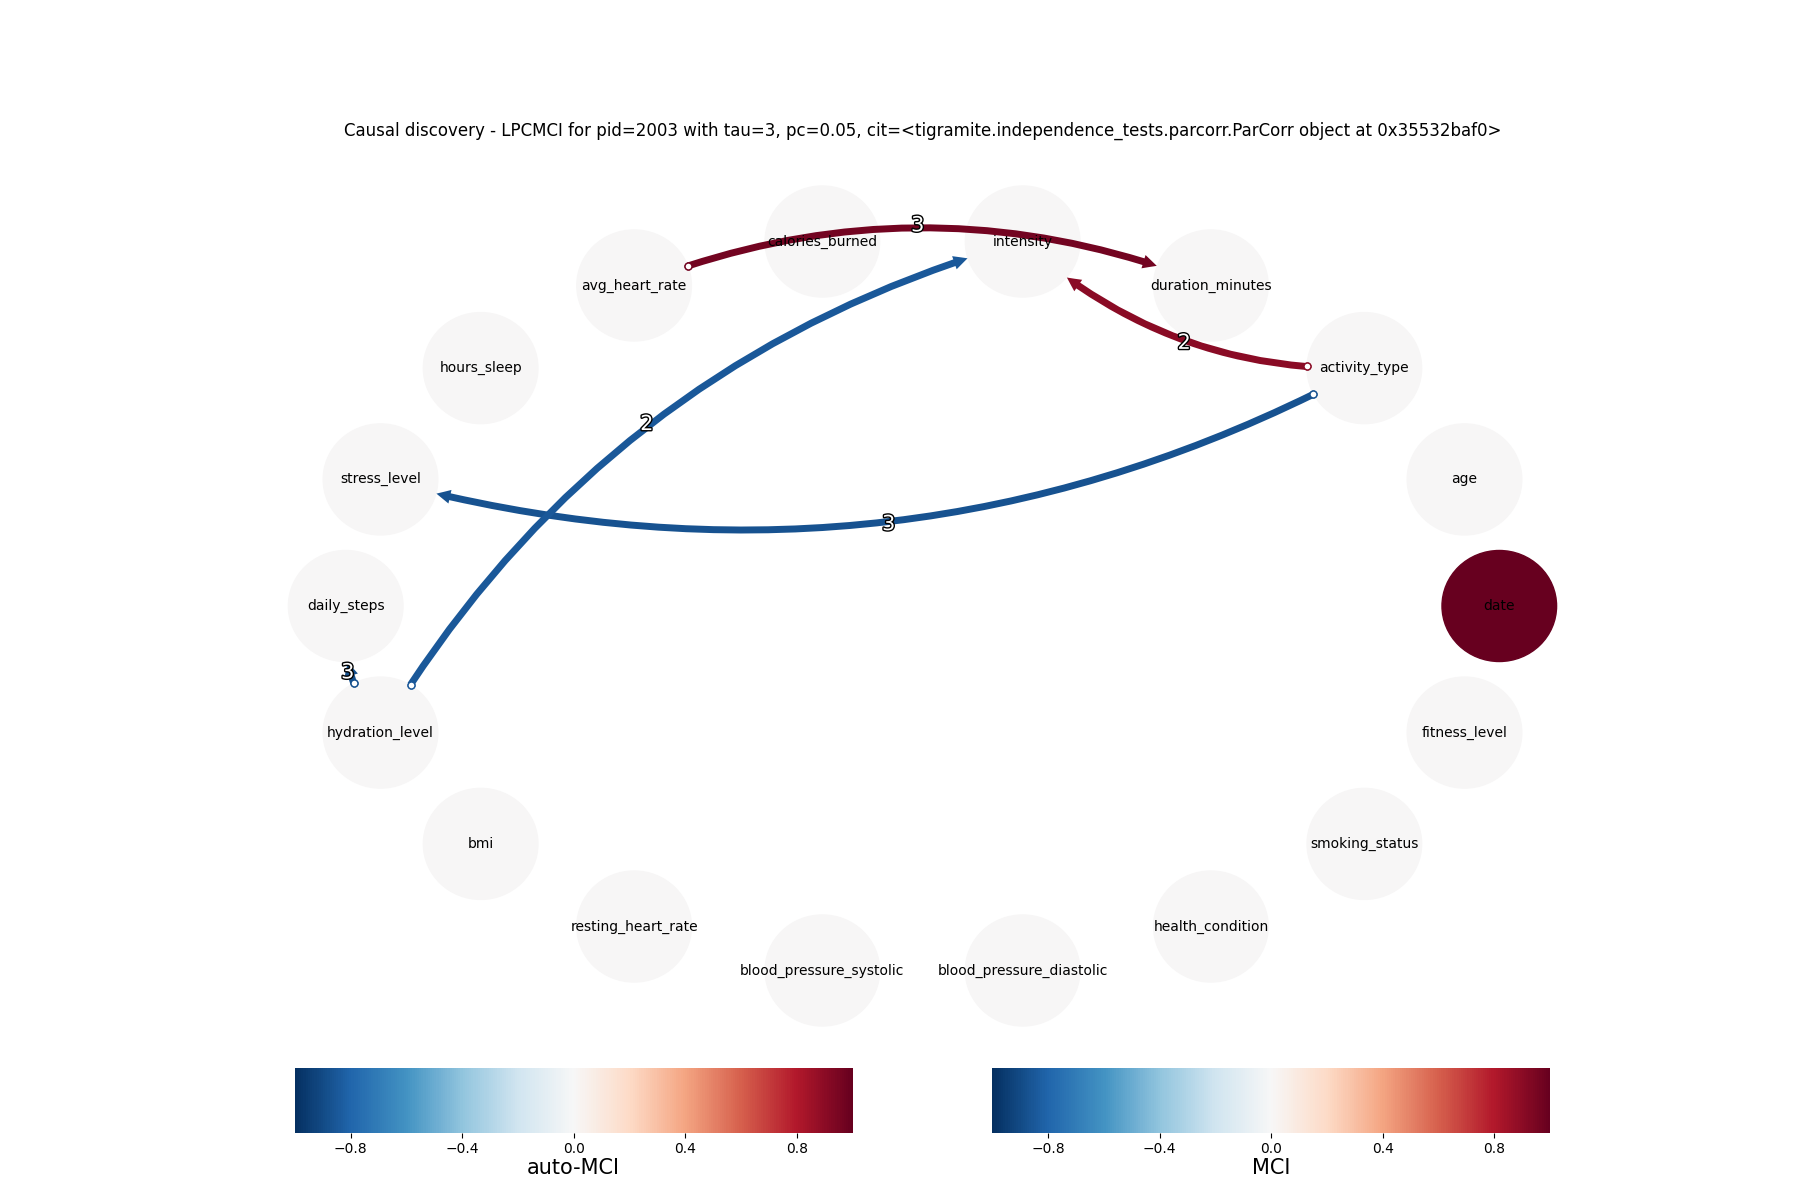 Causal discovery - LPCMCI for pid=2003 with tau=3, pc=0.05, cit=<tigramite.independence_tests.parcorr.ParCorr object at 0x35532baf0>
3
calories_burned
intensity
avg_heart_rate
duration_minutes
2
hours_sleep
activity_type
2
stress_level
age
3
daily_steps
date
3
hydration_level
fitness_level
bmi
smoking_status
resting_heart_rate
health_condition
blood_pressure_systolic
blood_pressure_diastolic
−0.8 −0.4 0.0 0.4 0.8
auto-MCI
−0.8 −0.4 0.0 0.4 0.8
MCI